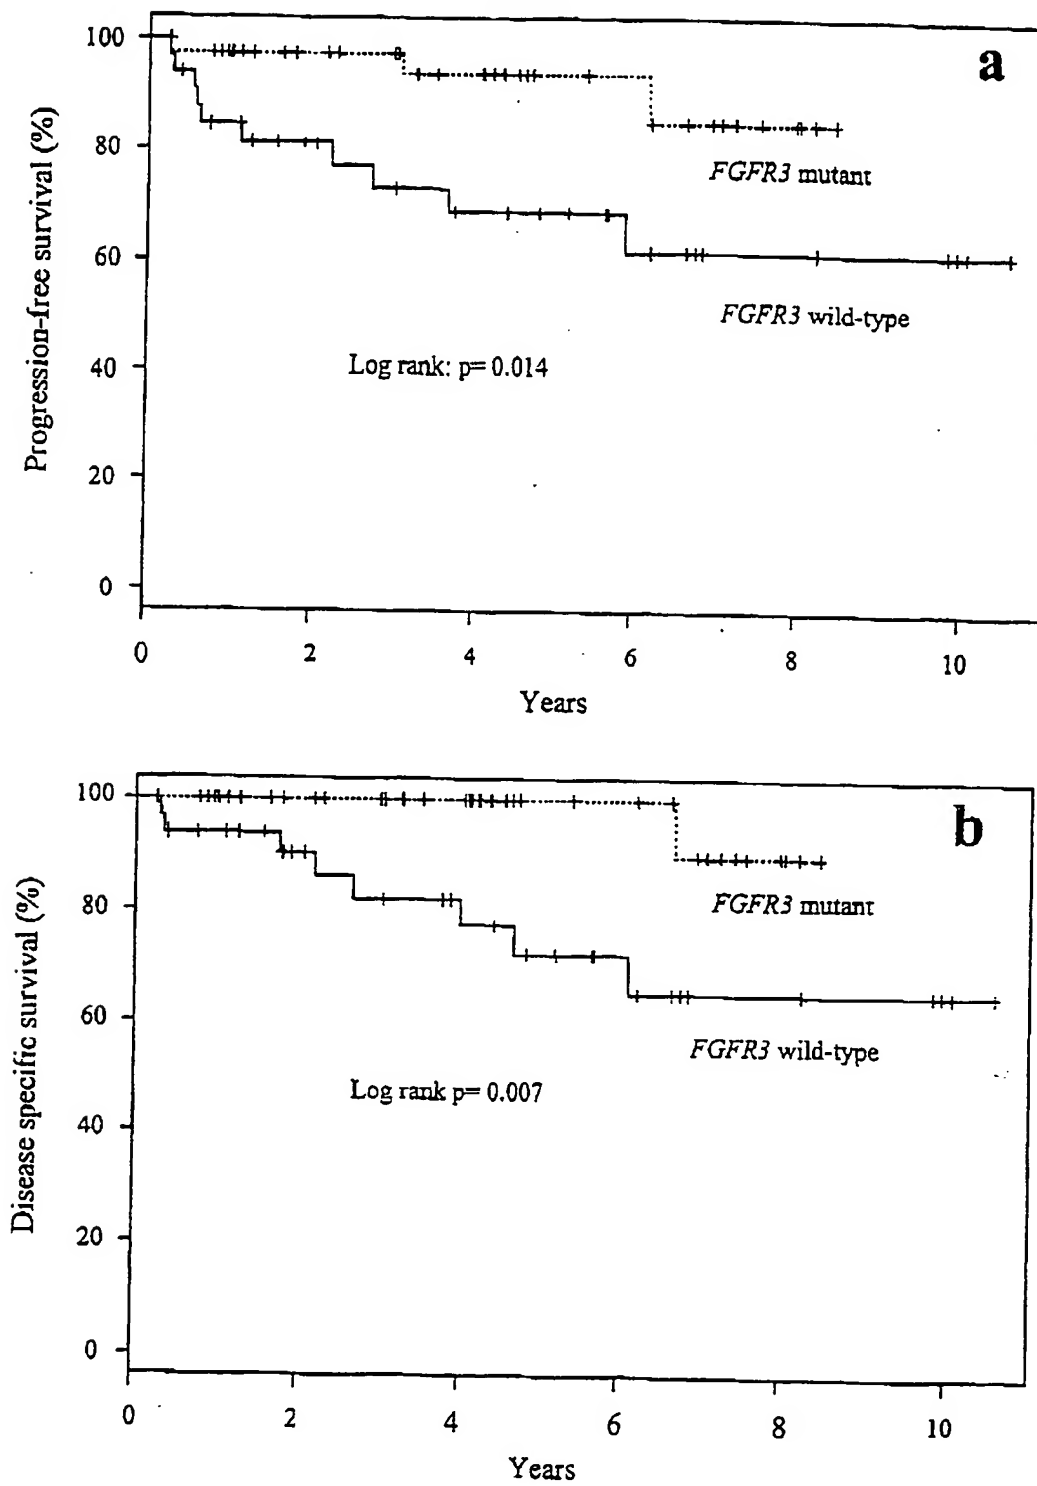 a
100
80
60
40
20
0
Progression-free survival (%)
FGFR3 mutant
FGFR3 wild-type
Log rank: p= 0.014
0 2 4 6 8 10
Years
b
100
80
60
40
20
0
Disease specific survival (%)
FGFR3 mutant
FGFR3 wild-type
Log rank p= 0.007
0 2 4 6 8 10
Years